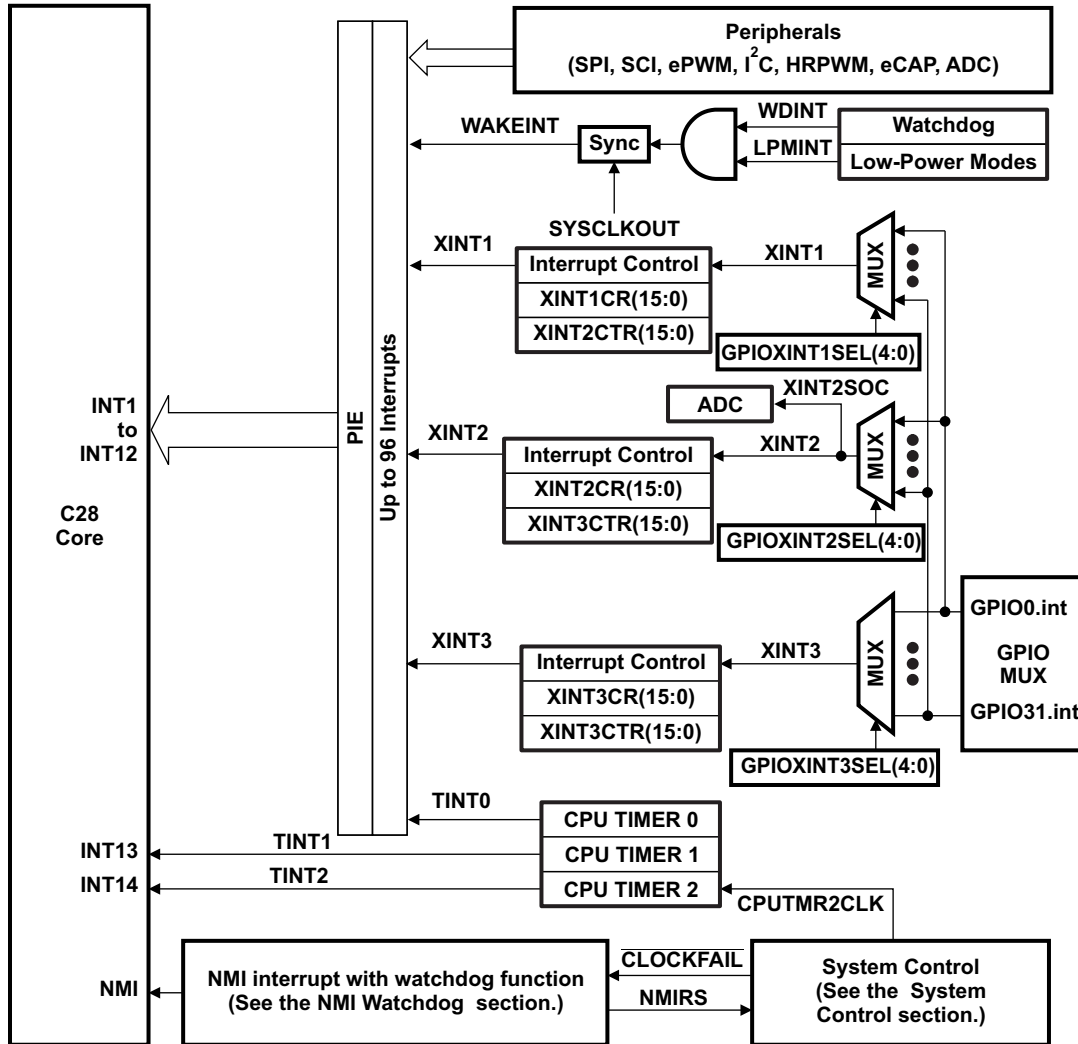 Peripherals
(SPI, SCI, ePWM, I²C, HRPWM, eCAP, ADC)
WAKEINT
Sync
WDINT
LPMINT
Watchdog
Low-Power Modes
SYSCLKOUT
XINT1
Interrupt Control
XINT1CR(15:0)
XINT2CTR(15:0)
XINT1
MUX
GPIOXINT1SEL(4:0)
INT1
to
INT12
C28
Core
PIE
Up to 96 Interrupts
ADC
XINT2SOC
XINT2
Interrupt Control
XINT2CR(15:0)
XINT3CTR(15:0)
XINT2
MUX
GPIOXINT2SEL(4:0)
XINT3
Interrupt Control
XINT3CR(15:0)
XINT3CTR(15:0)
XINT3
MUX
GPIOXINT3SEL(4:0)
GPIO0.int
GPIO
MUX
GPIO31.int
TINT0
CPU TIMER 0
INT13
TINT1
CPU TIMER 1
INT14
TINT2
CPU TIMER 2
CPUTMR2CLK
NMI
NMI interrupt with watchdog function
(See the NMI Watchdog section.)
CLOCKFAIL
NMIRS
System Control
(See the System
Control section.)